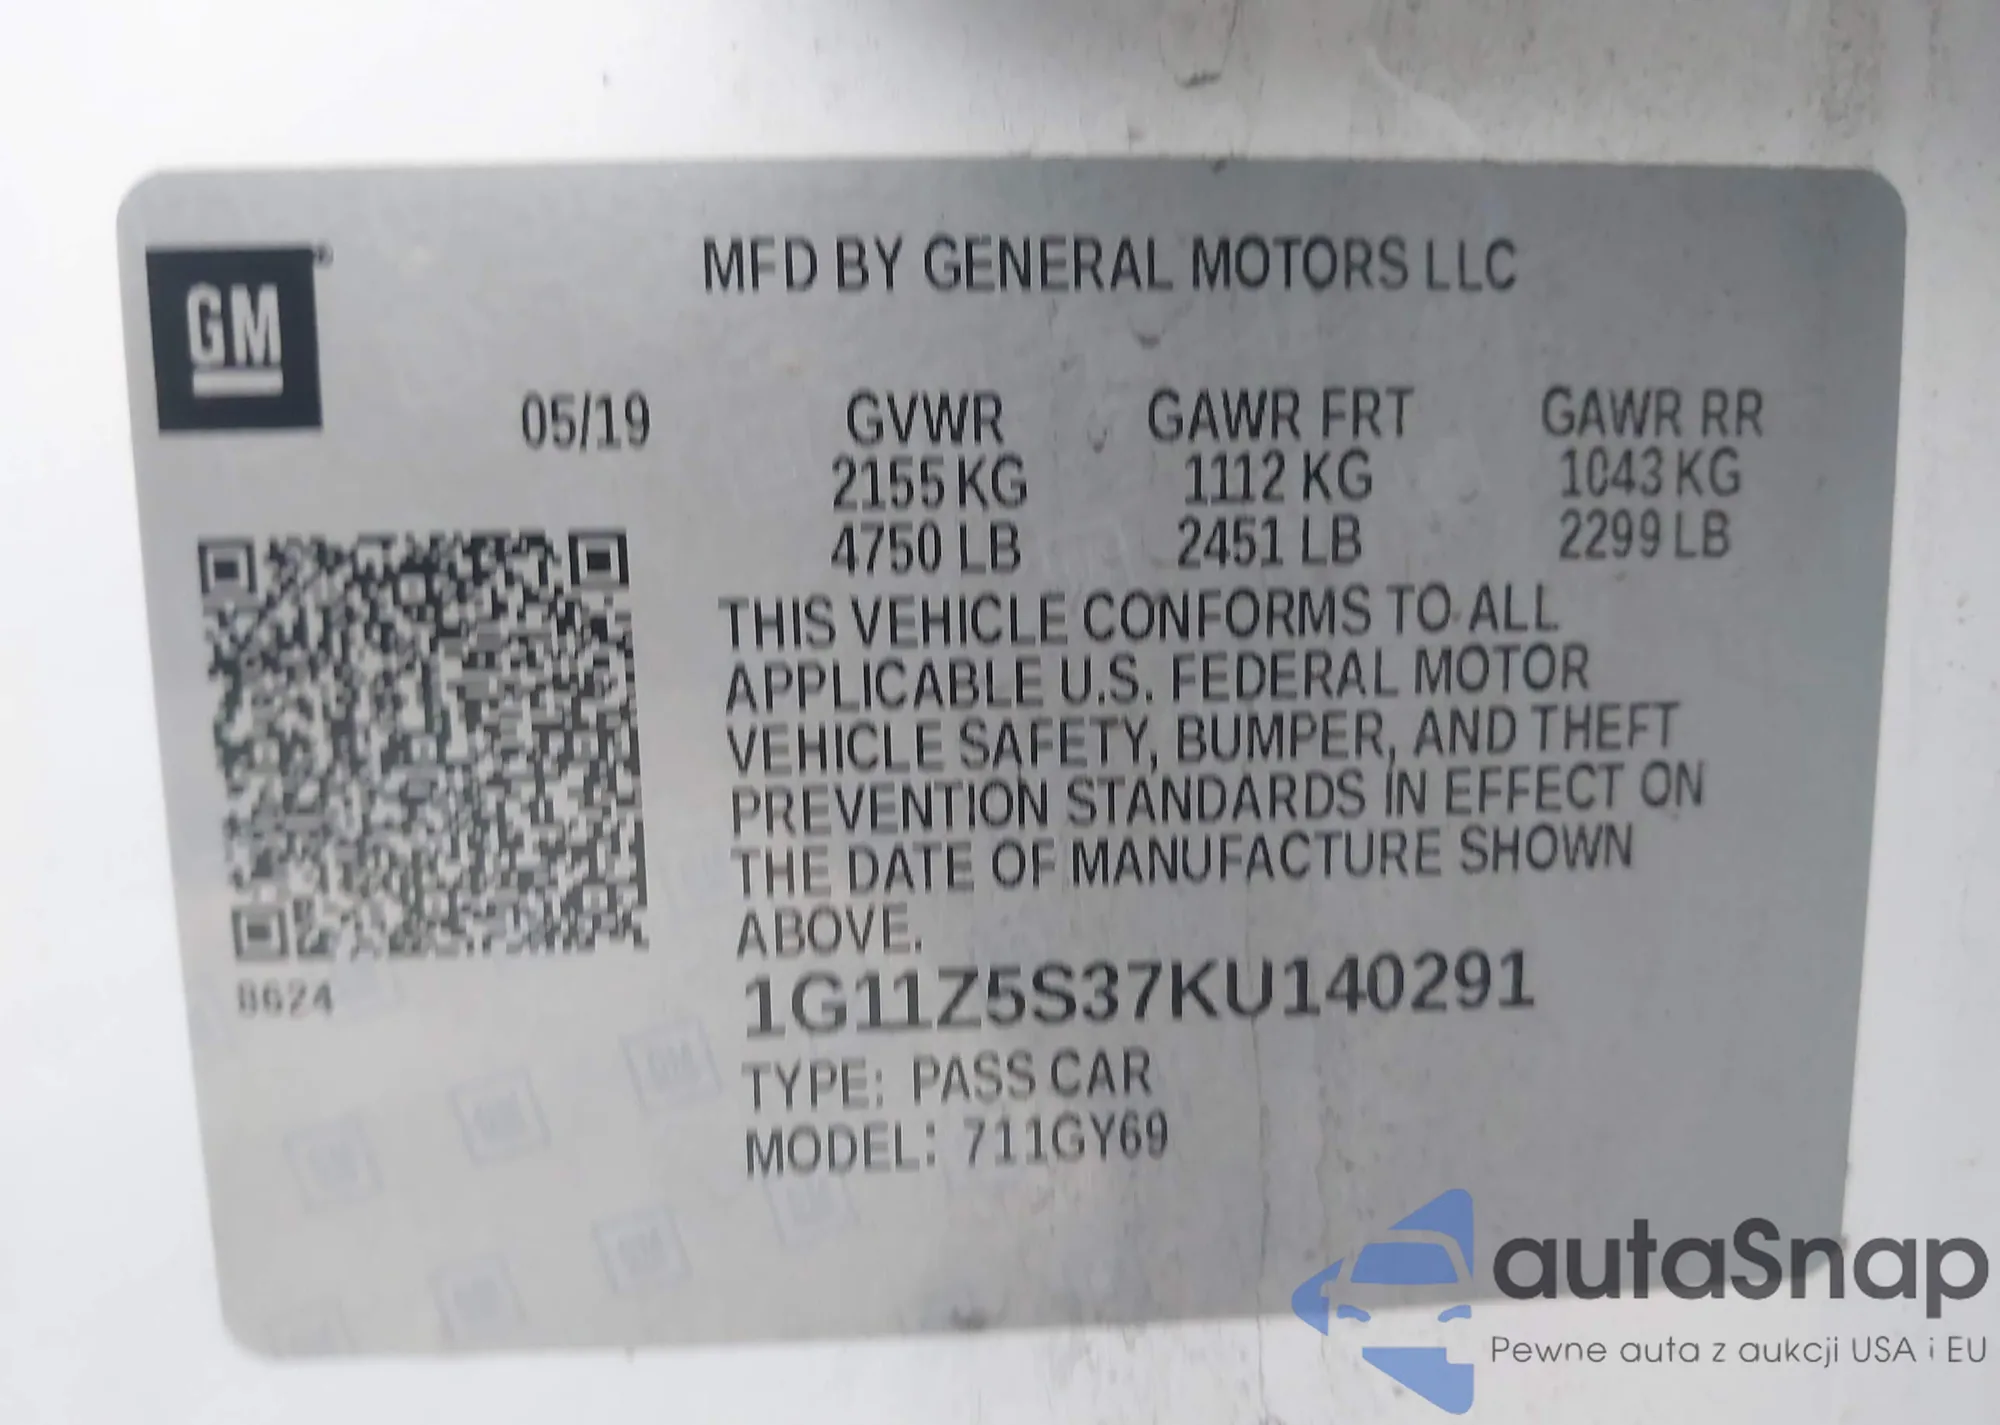 GM
MFD BY GENERAL MOTORS LLC
05/19 GVWR GAWR FRT GAWR RR
2155 KG 1112 KG 1043 KG
4750 LB 2451 LB 2299 LB
THIS VEHICLE CONFORMS TO ALL
APPLICABLE U.S. FEDERAL MOTOR
VEHICLE SAFETY, BUMPER, AND THEFT
PREVENTION STANDARDS IN EFFECT ON
THE DATE OF MANUFACTURE SHOWN
ABOVE.
8624
1G11Z5S37KU140291
TYPE: PASS CAR
MODEL: 711GY69
GM
GM
GM
autaSnap
Pewne auta z aukcji USA i EU